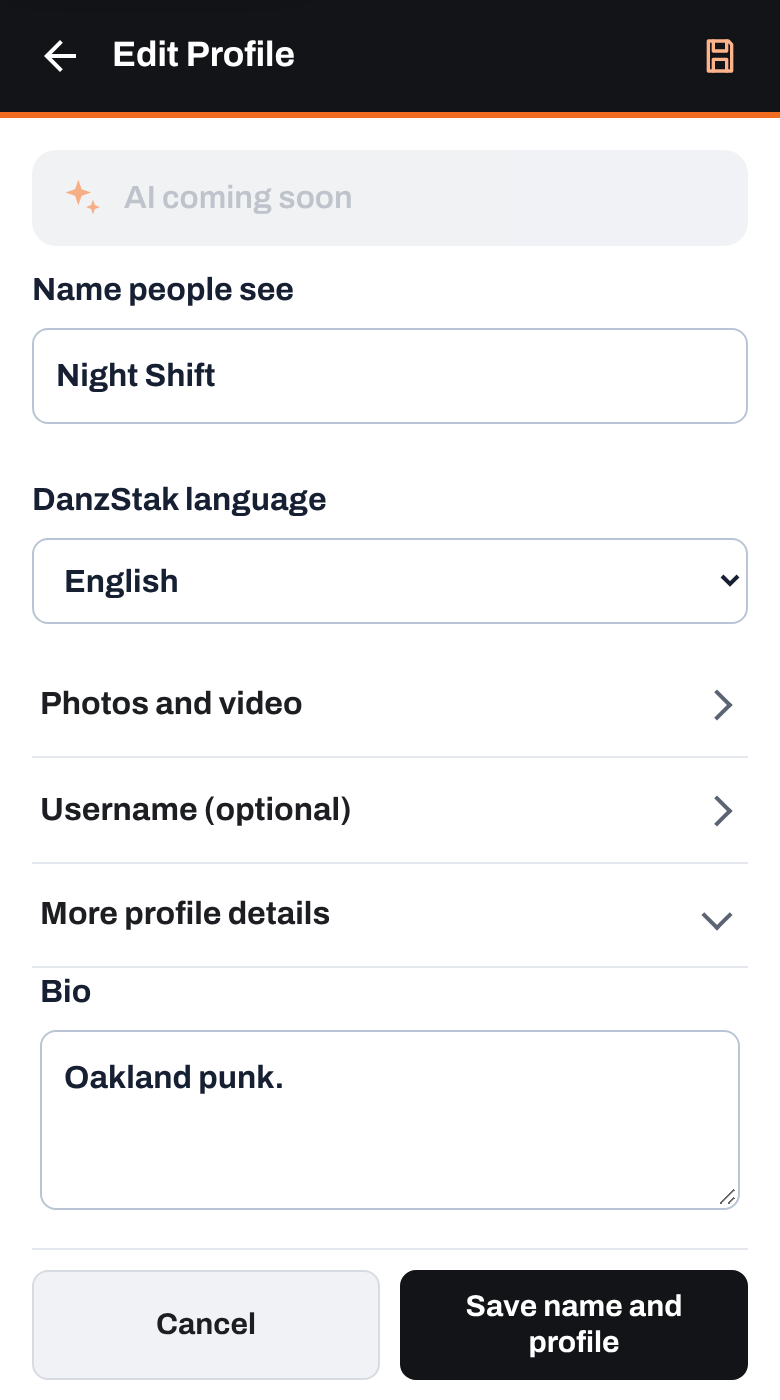 Edit Profile
AI coming soon
Name people see
Night Shift
DanzStak language
English
Photos and video
Username (optional)
More profile details
Bio
Oakland punk.
Cancel
Save name and
profile